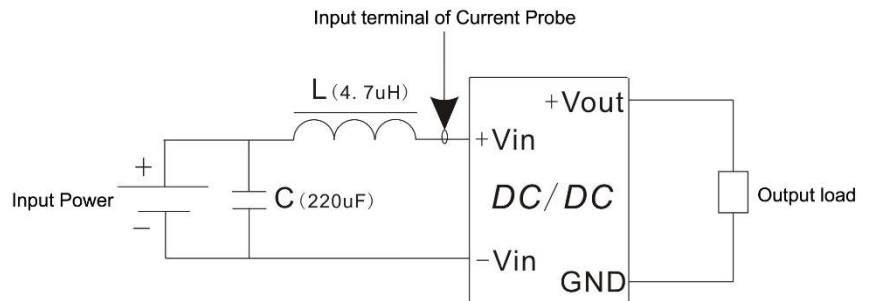 Input terminal of Current Probe
L(4.7uH)
+Vout
+Vin
+
Input Power
C(220uF)
DC/DC
Output load
−
−Vin
GND